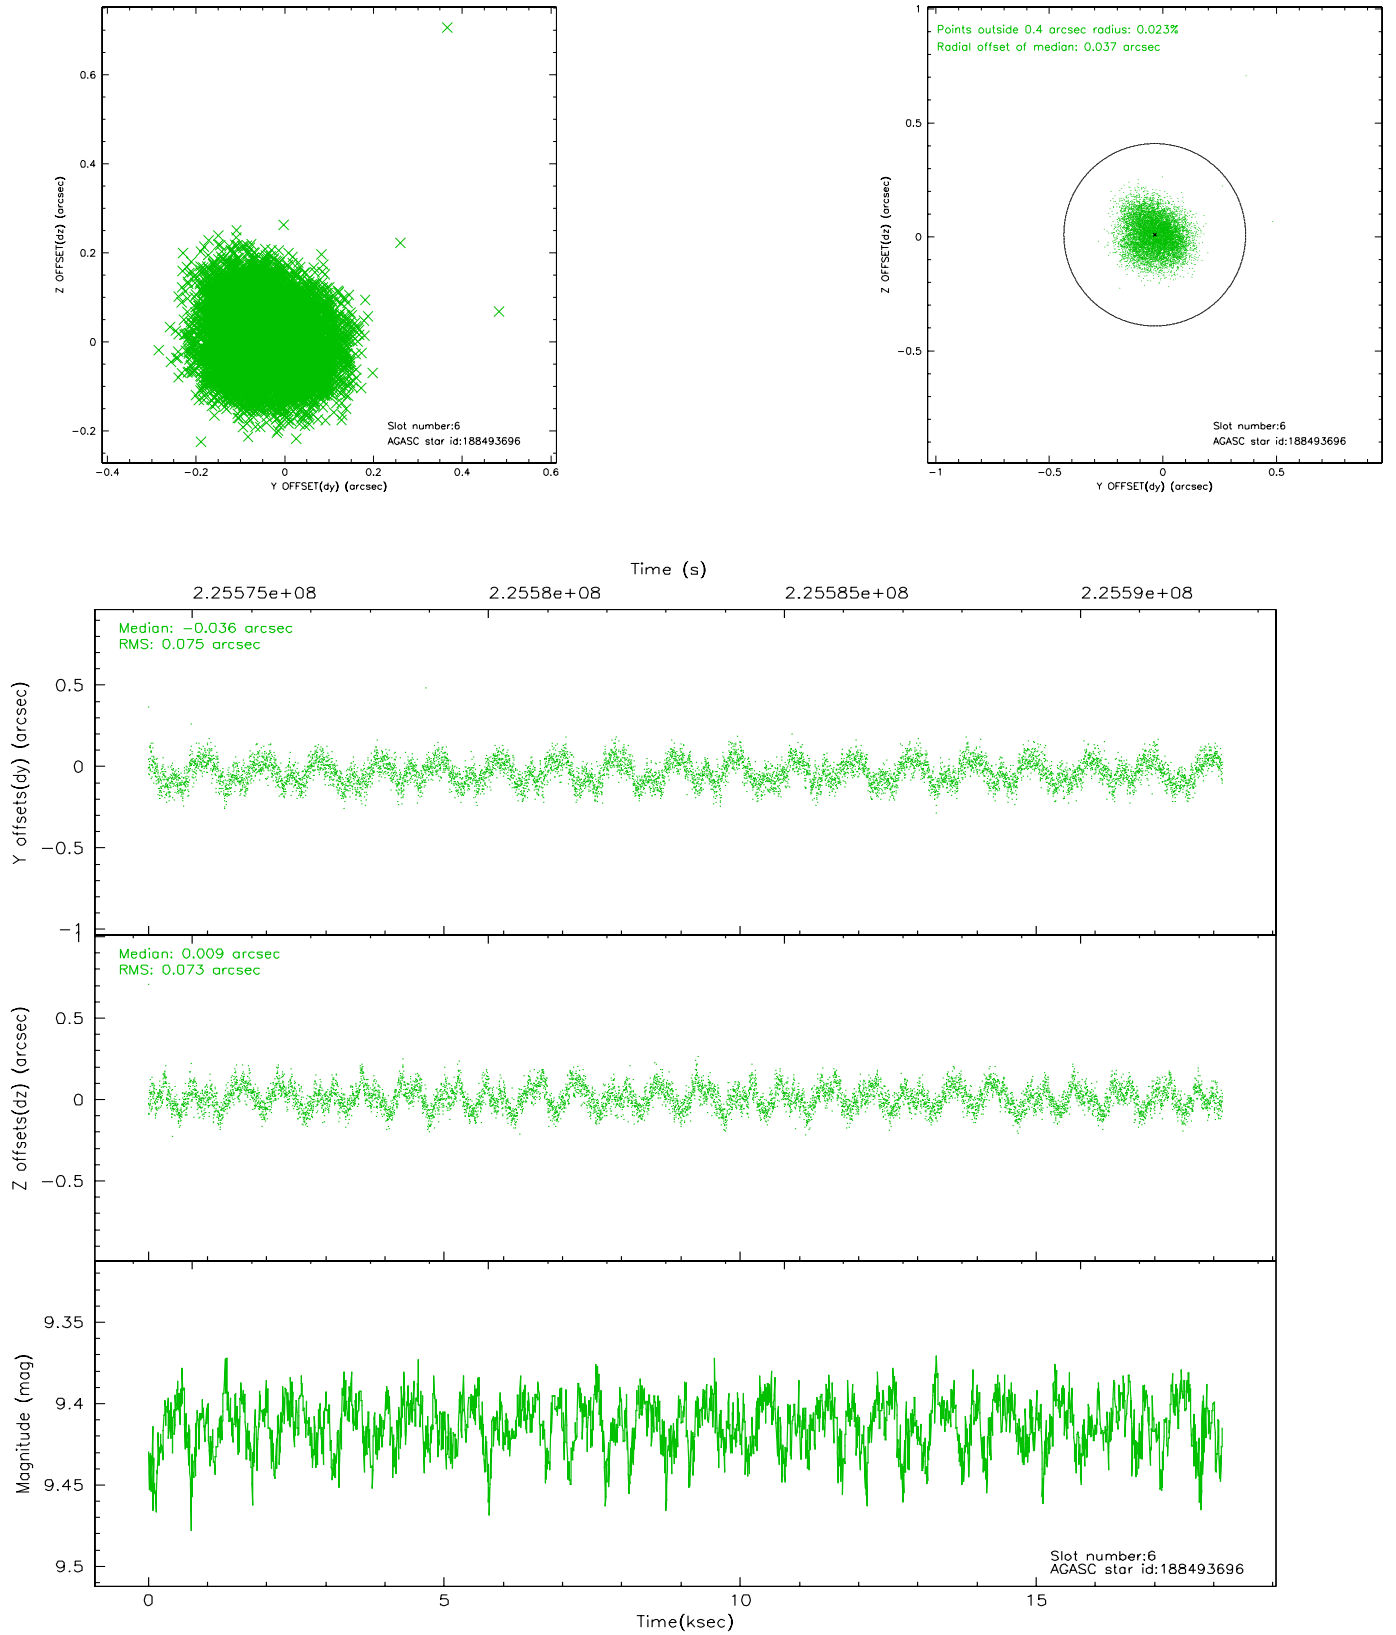 0.6
0.4
0.2
0
−0.2
−0.4
−0.2
0
0.2
0.4
0.6
Z OFFSET(dz) (arcsec)
Y OFFSET(dy) (arcsec)
Slot number:6
AGASC star id:188493696
Points outside 0.4 arcsec radius: 0.023%
Radial offset of median: 0.037 arcsec
1
0.5
0
−0.5
−1
−0.5
0
0.5
Z OFFSET(dz) (arcsec)
Y OFFSET(dy) (arcsec)
Slot number:6
AGASC star id:188493696
Time (s)
2.25575e+08
2.2558e+08
2.25585e+08
2.2559e+08
Median: −0.036 arcsec
RMS: 0.075 arcsec
0.5
0
−0.5
−1
Y offsets(dy) (arcsec)
Median: 0.009 arcsec
RMS: 0.073 arcsec
1
0.5
0
−0.5
Z offsets(dz) (arcsec)
9.35
9.4
9.45
9.5
Magnitude (mag)
Slot number:6
AGASC star id:188493696
0
5
10
15
Time(ksec)